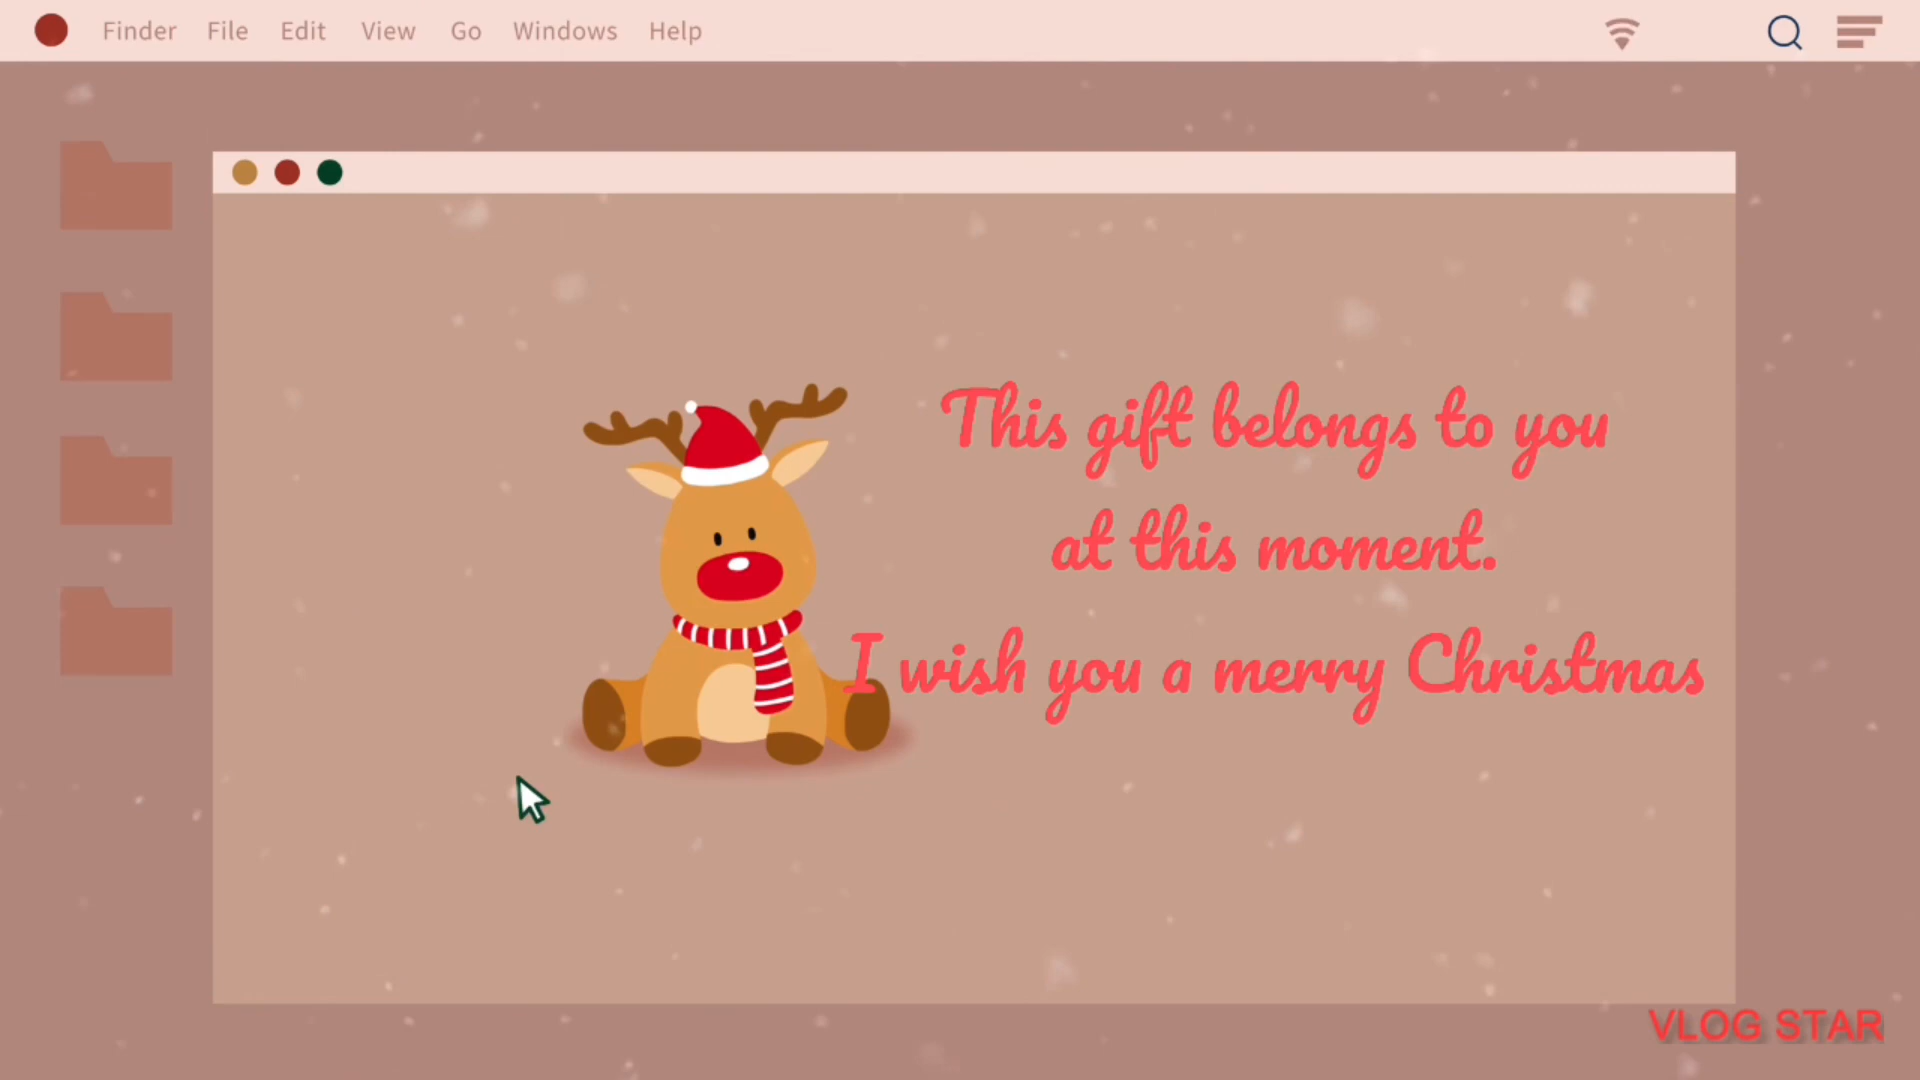 Finder File Edit View Go Windows Help
This gift belongs to you
at this moment.
I wish you a merry Christmas
VLOG STAR